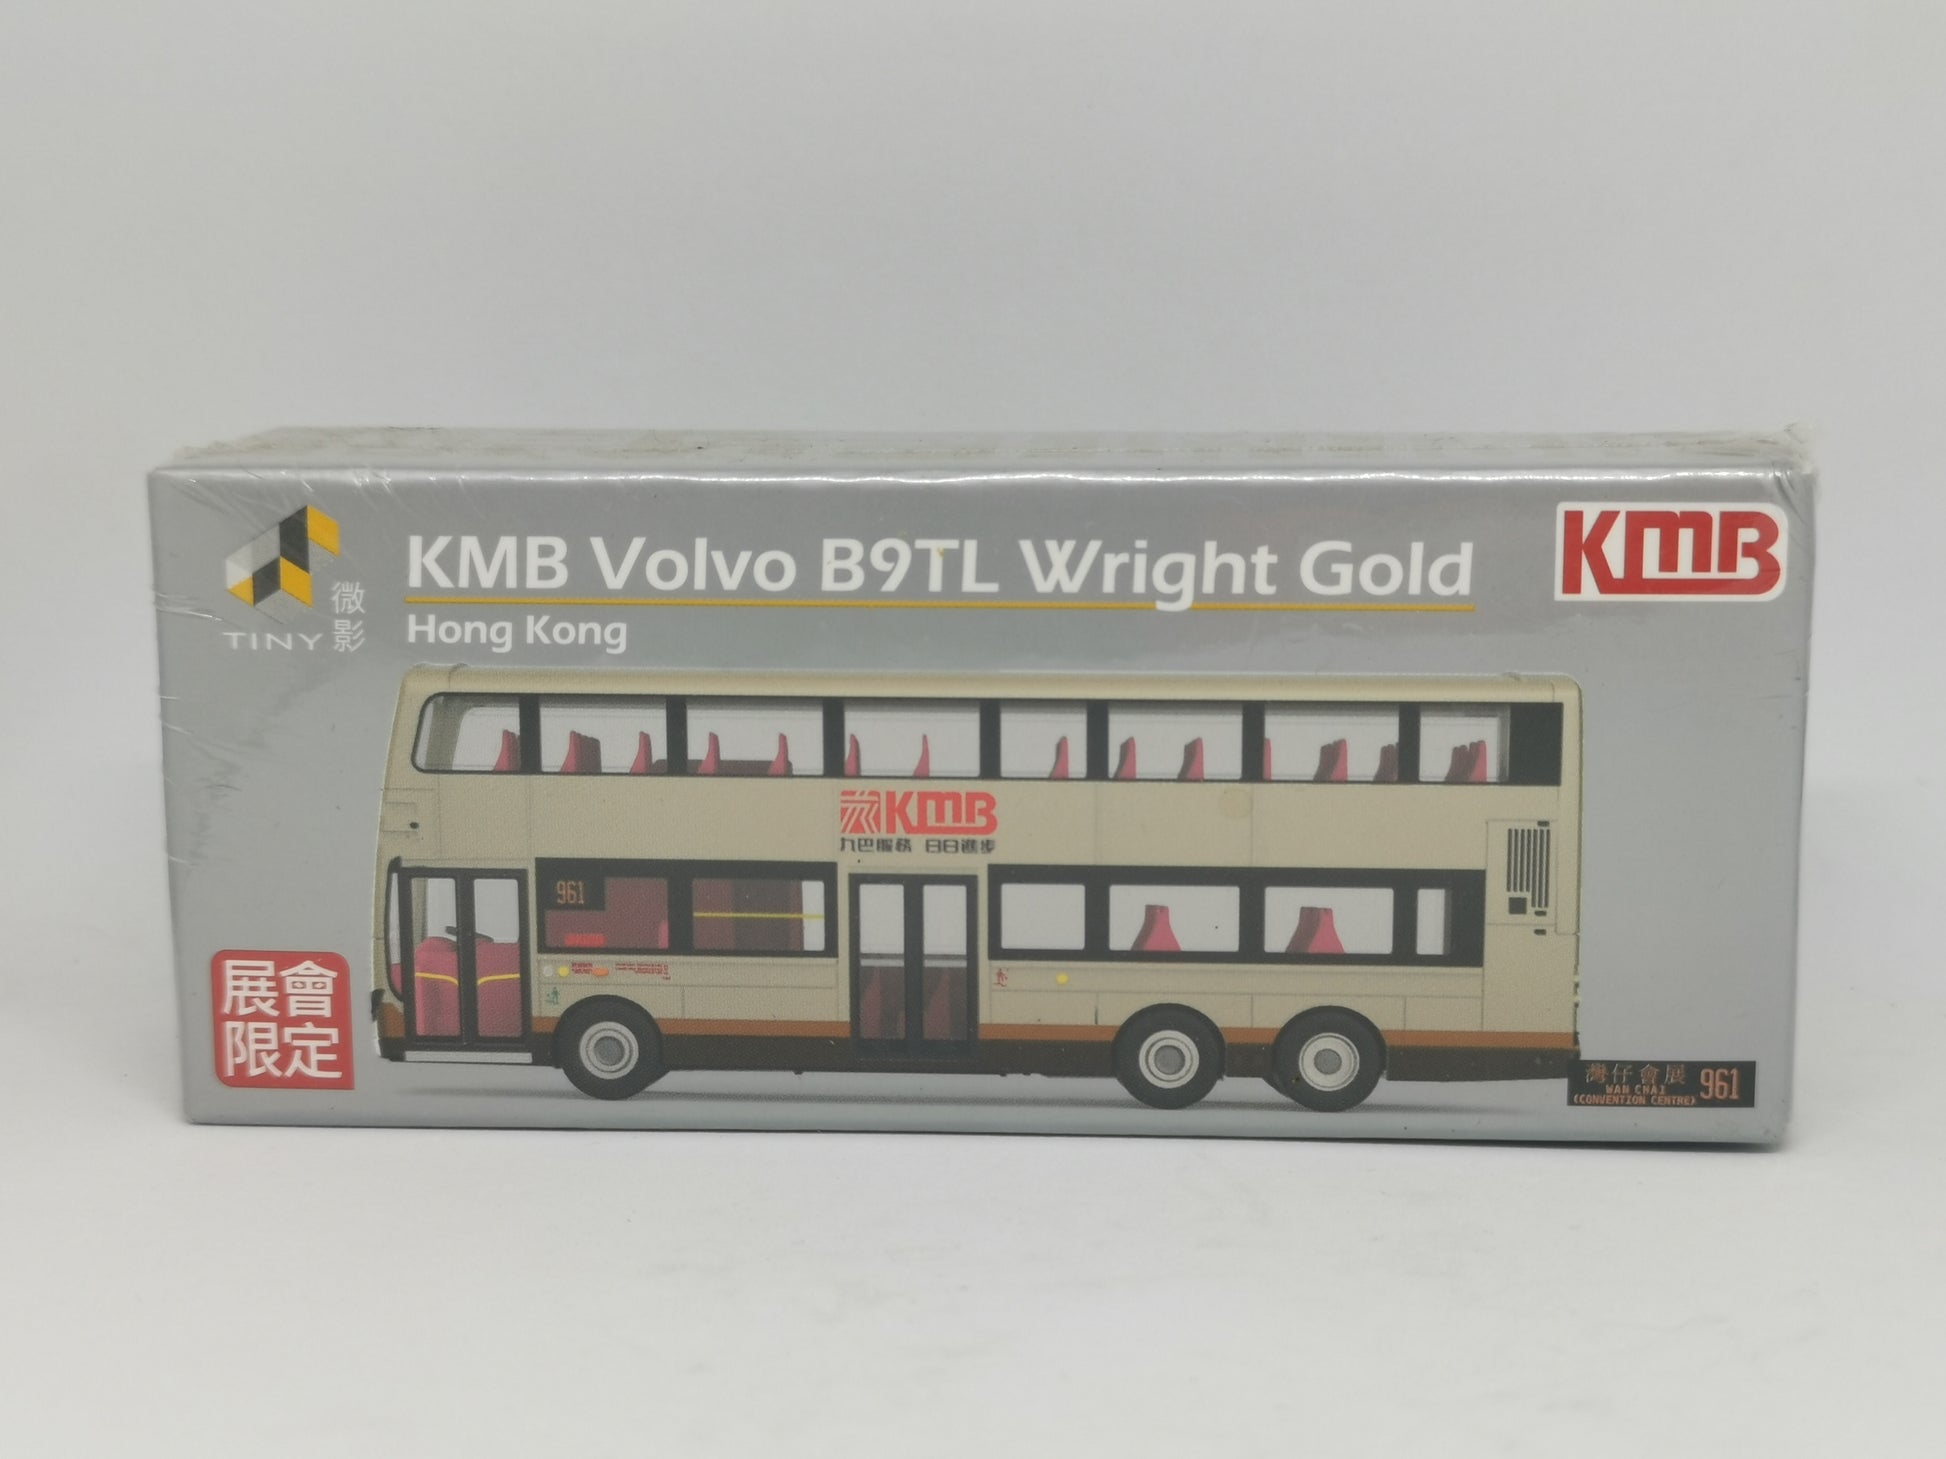 KMB Volvo B9TL Wright Gold
KMB
TINY 微影
Hong Kong
KMB
九巴服務 日日進步
961
展會
限定
灣仔會展 961
WAN CHAI
(CONVENTION CENTRE)